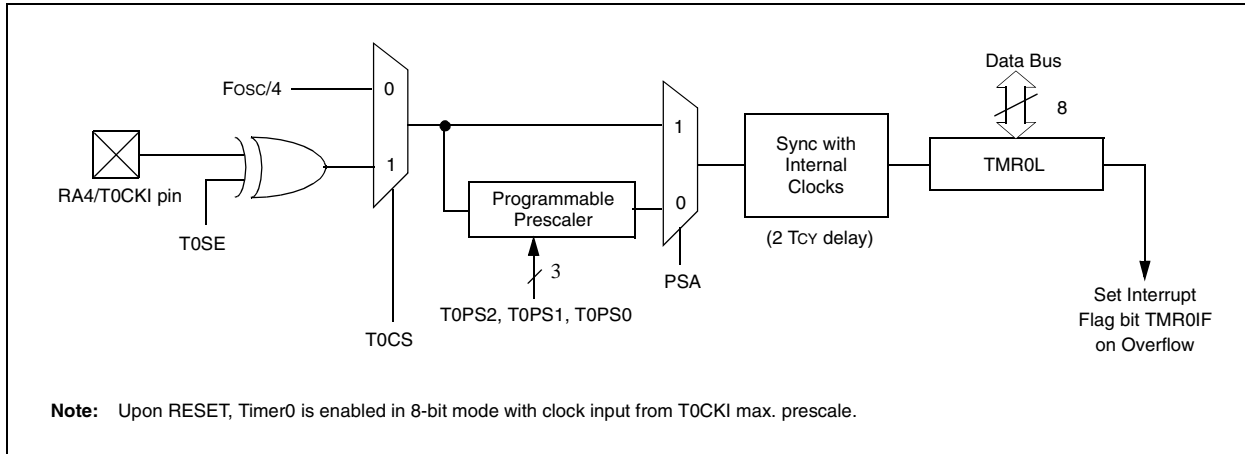 Data Bus
8
Fosc/4
0
1
RA4/T0CKI pin
T0SE
T0CS
Programmable
Prescaler
3
T0PS2, T0PS1, T0PS0
1
0
PSA
Sync with
Internal
Clocks
(2 TCY delay)
TMR0L
Set Interrupt
Flag bit TMR0IF
on Overflow
Note: Upon RESET, Timer0 is enabled in 8-bit mode with clock input from T0CKI max. prescale.